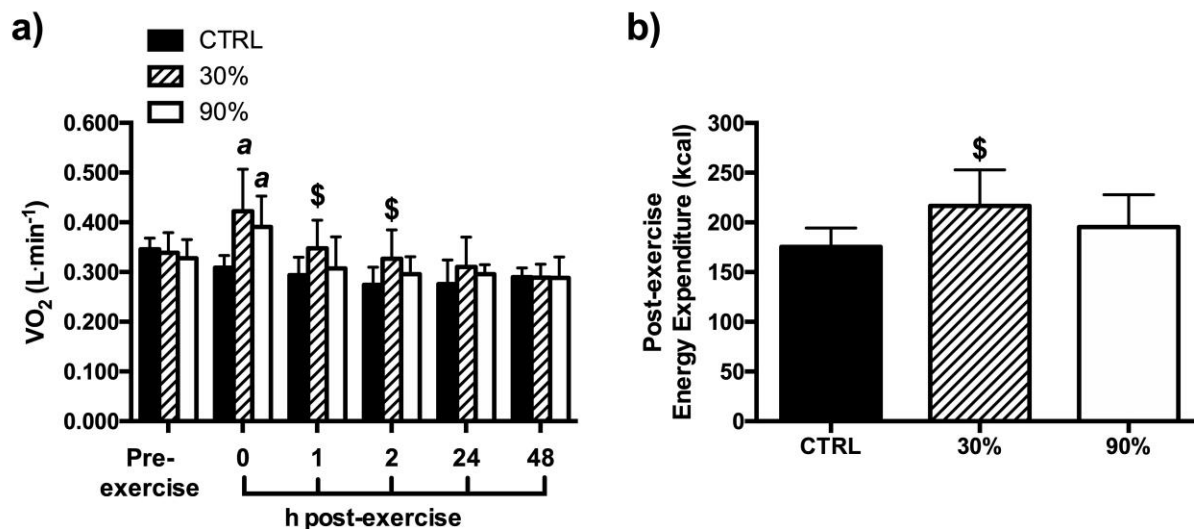 a)
CTRL
30%
90%
0.600
0.500
0.400
0.300
0.200
0.100
0.000
VO2 (L·min-1)
a
a
$
$
Pre-
exercise
0 1 2 24 48
h post-exercise
b)
300
250
200
150
100
50
0
Post-exercise
Energy Expenditure (kcal)
$
CTRL 30% 90%